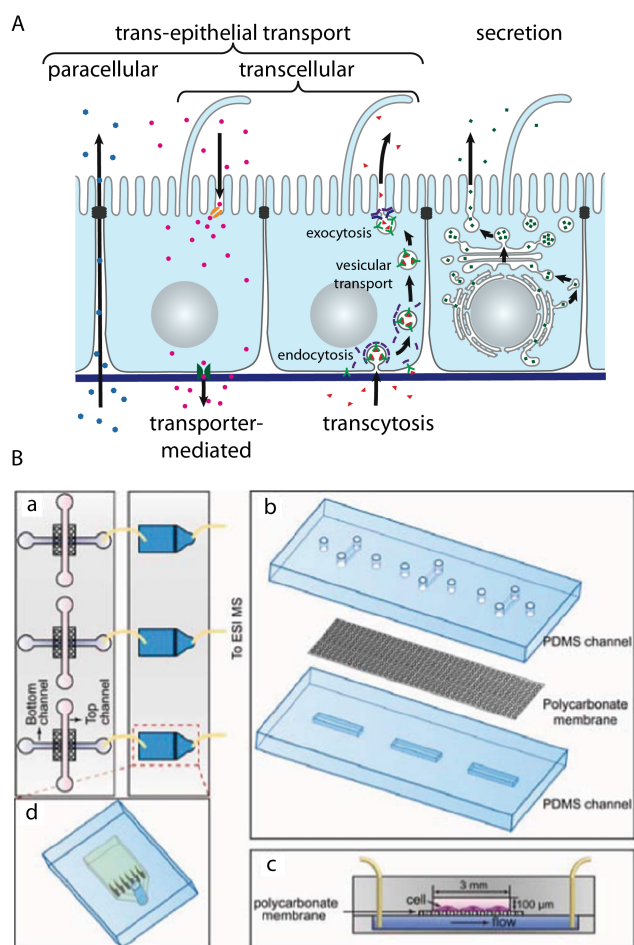 A
trans-epithelial transport
secretion
paracellular
transcellular
exocytosis
vesicular
transport
endocytosis
transporter-
mediated
transcytosis
B
a
Bottom
channel
Top
channel
To ESI MS
b
PDMS channel
Polycarbonate
membrane
PDMS channel
d
c
3 mm
cell
100 μm
polycarbonate
membrane
flow